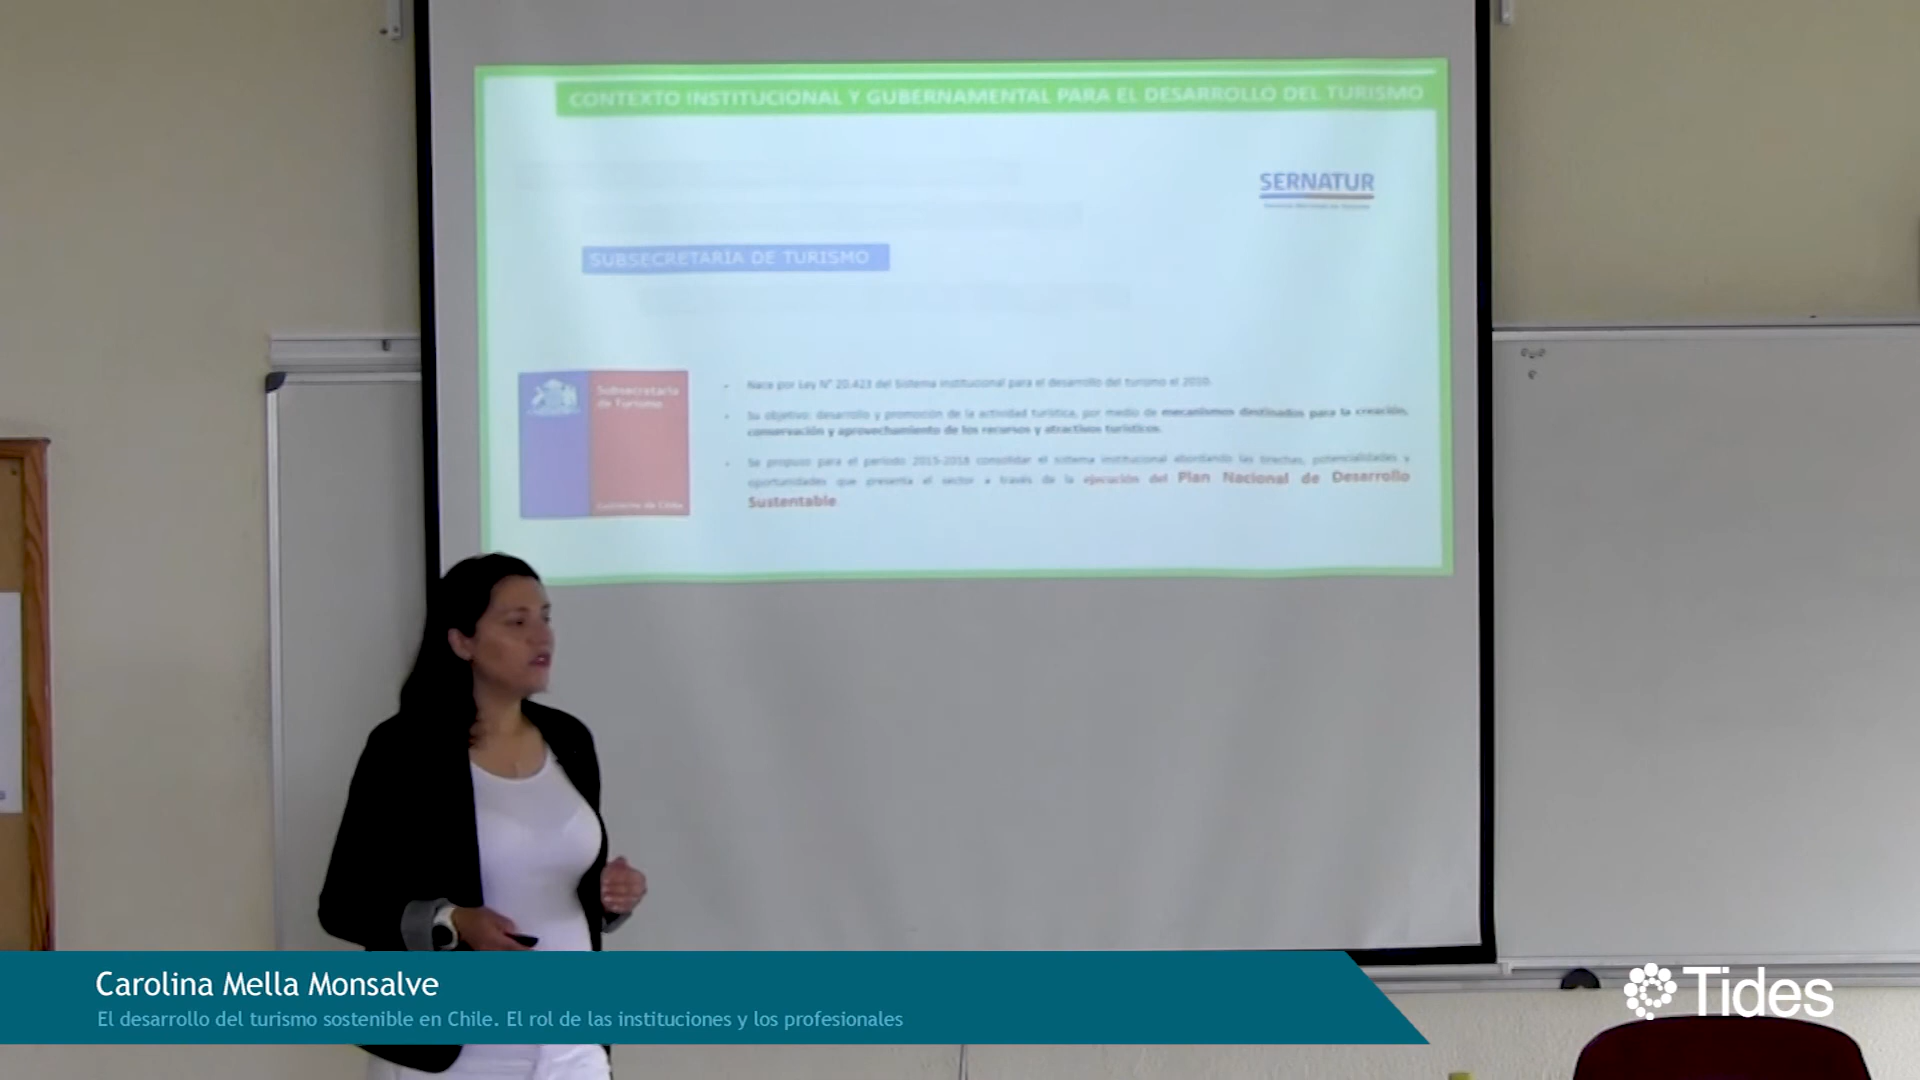 CONTEXTO INSTITUCIONAL Y GUBERNAMENTAL PARA EL DESARROLLO DEL TURISMO
SERNATUR
SUBSECRETARÍA DE TURISMO
Subsecretaría
de Turismo
Gobierno de Chile
Nace por Ley N° 20.423 del Sistema institucional para el desarrollo del turismo el 2010.
Su objetivo: desarrollo y promoción de la actividad turística, por medio de mecanismos destinados para la creación,
conservación y aprovechamiento de los recursos y atractivos turísticos.
Se propuso para el período 2015-2018 consolidar el sistema institucional abordando las brechas, potencialidades y
oportunidades que presenta el sector a través de la ejecución del Plan Nacional de Desarrollo
Sustentable
Carolina Mella Monsalve
El desarrollo del turismo sostenible en Chile. El rol de las instituciones y los profesionales
Tides